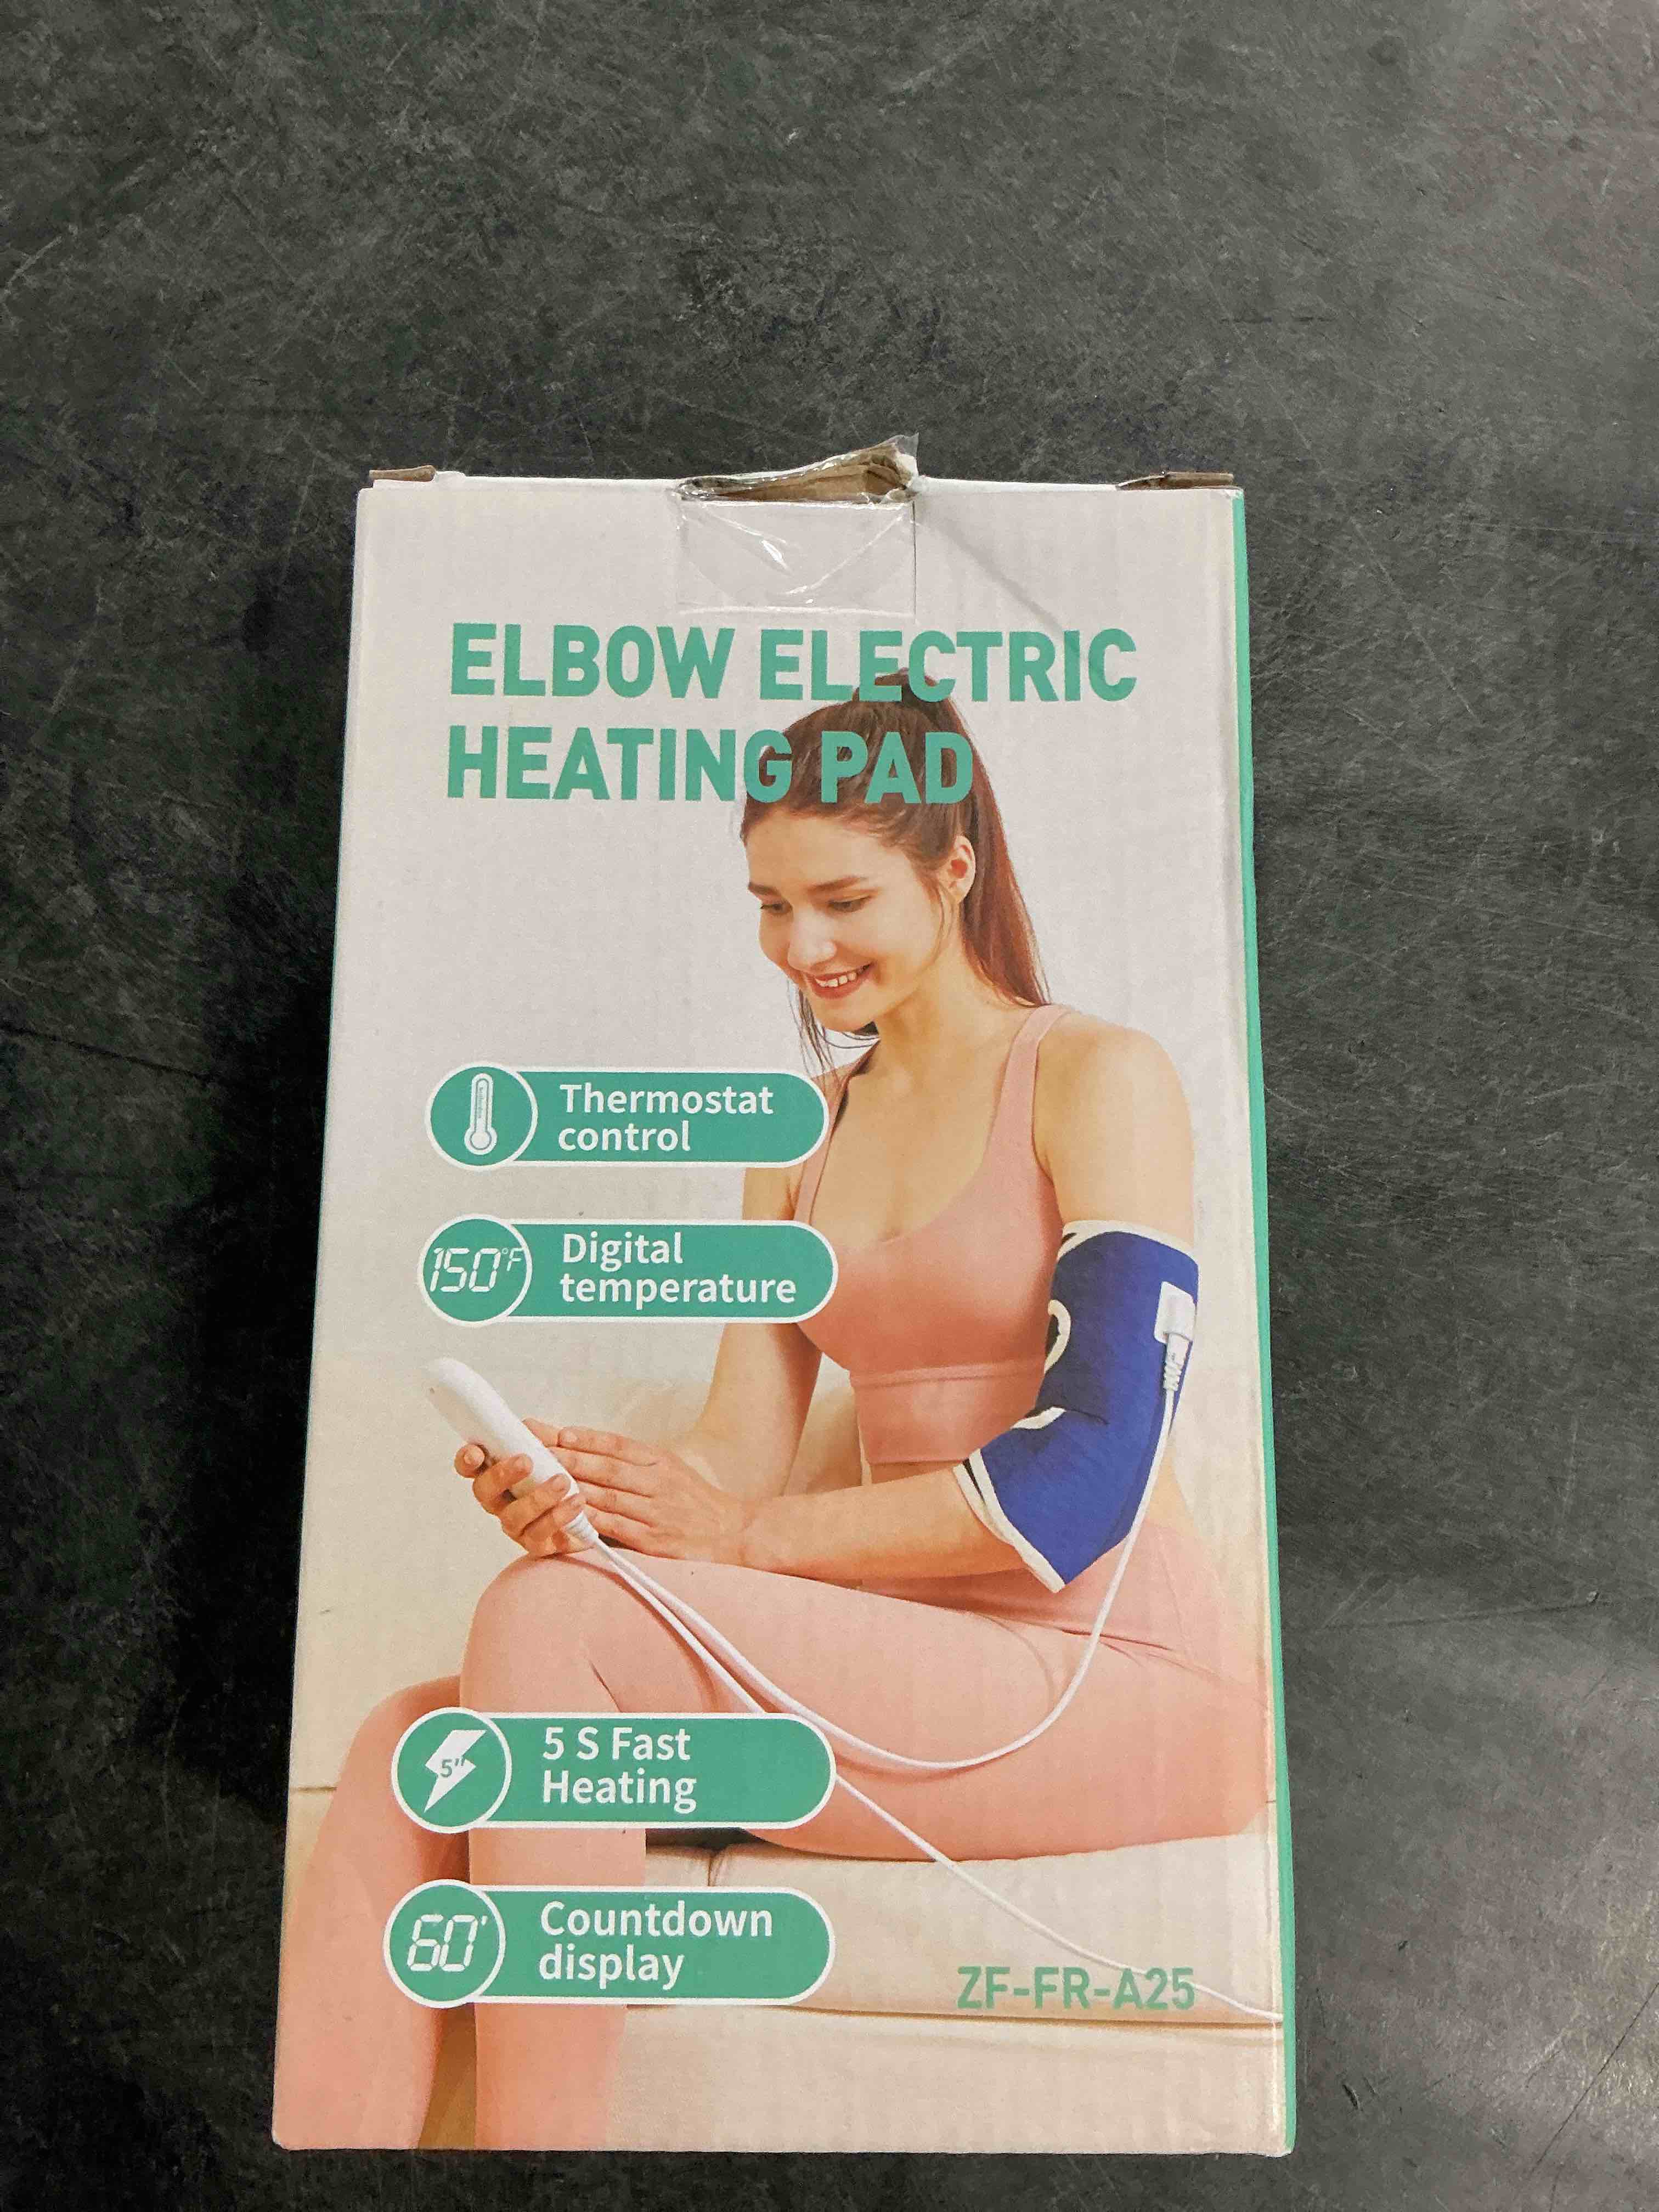 ELBOW ELECTRIC
HEATING PAD
Thermostat
control
150°F
Digital
temperature
5"
5 S Fast
Heating
60'
Countdown
display
ZF-FR-A25